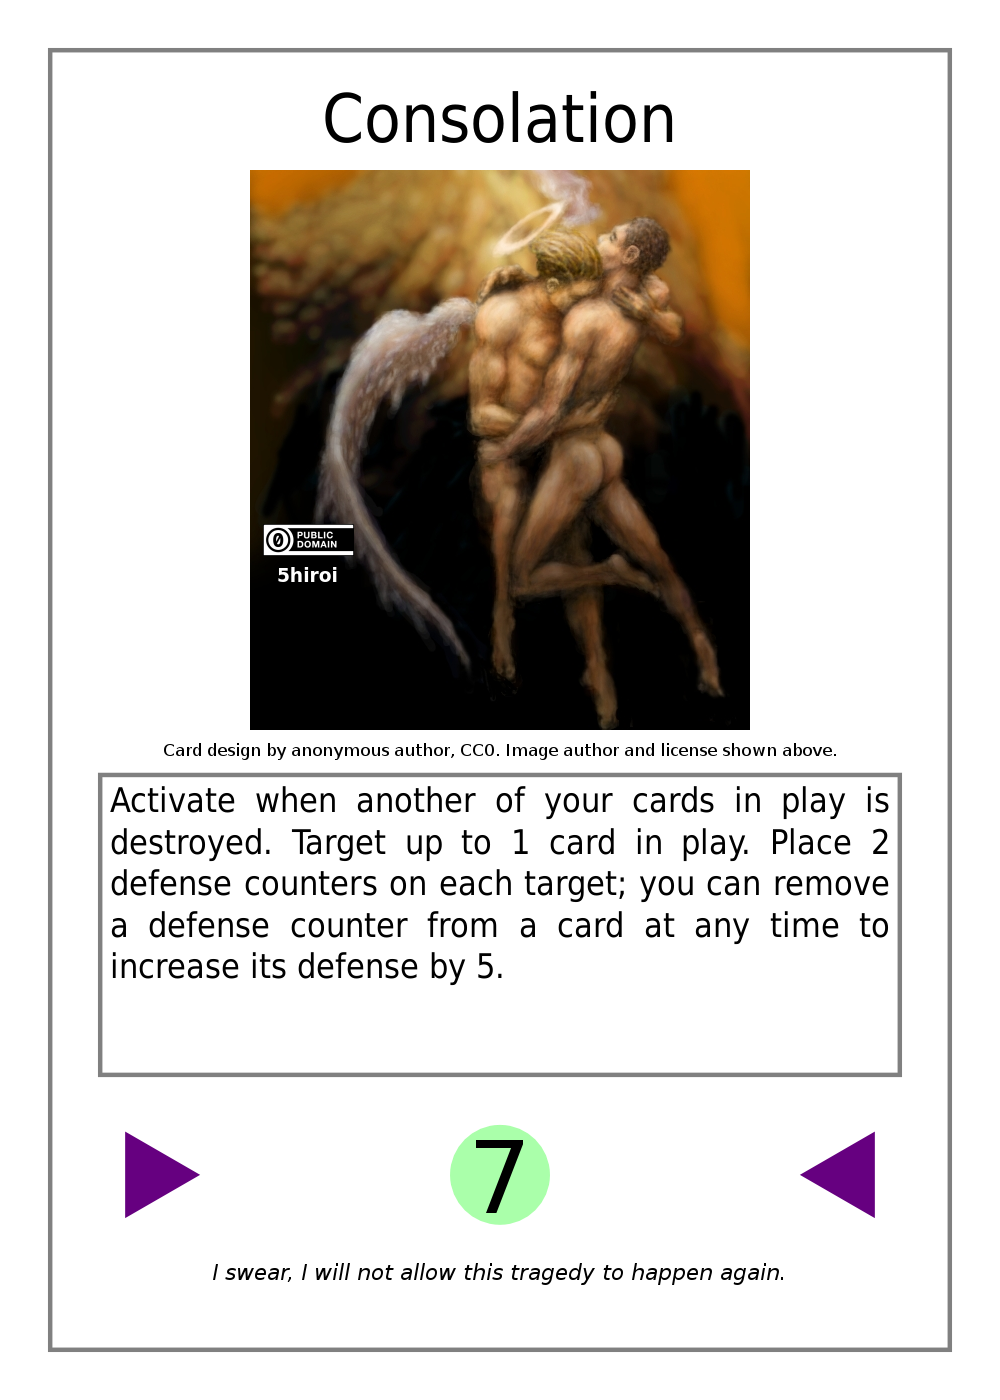 Consolation
0 PUBLIC
DOMAIN
5hiroi
Card design by anonymous author, CC0. Image author and license shown above.
Activate when another of your cards in play is
destroyed. Target up to 1 card in play. Place 2
defense counters on each target; you can remove
a defense counter from a card at any time to
increase its defense by 5.
7
I swear, I will not allow this tragedy to happen again.